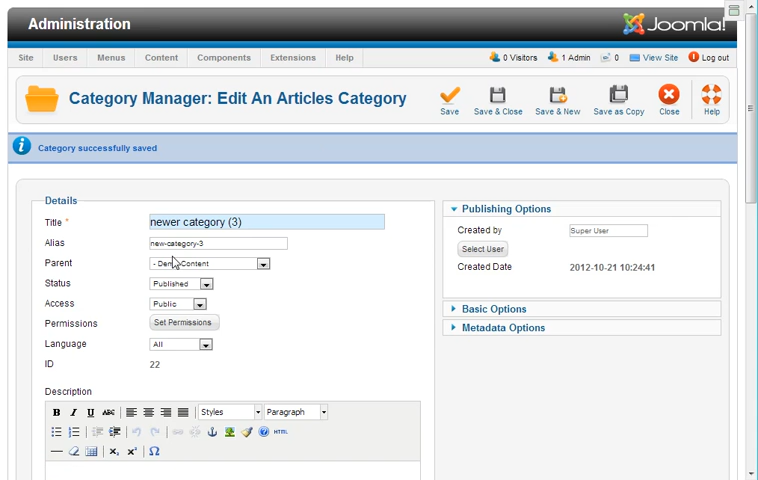 Administration
Joomla!
Site Users Menus Content Components Extensions Help 0 Visitors 1 Admin 0 View Site Log out
Category Manager: Edit An Articles Category
Save Save & Close Save & New Save as Copy Close Help
Category successfully saved
Details
Title * newer category (3)
Alias new-category-3
Parent - Content
Status Published
Access Public
Permissions Set Permissions
Language All
ID 22
Description
B I U ABC Styles Paragraph
HTML
Publishing Options
Created by Super User
Select User
Created Date 2012-10-21 10:24:41
Basic Options
Metadata Options